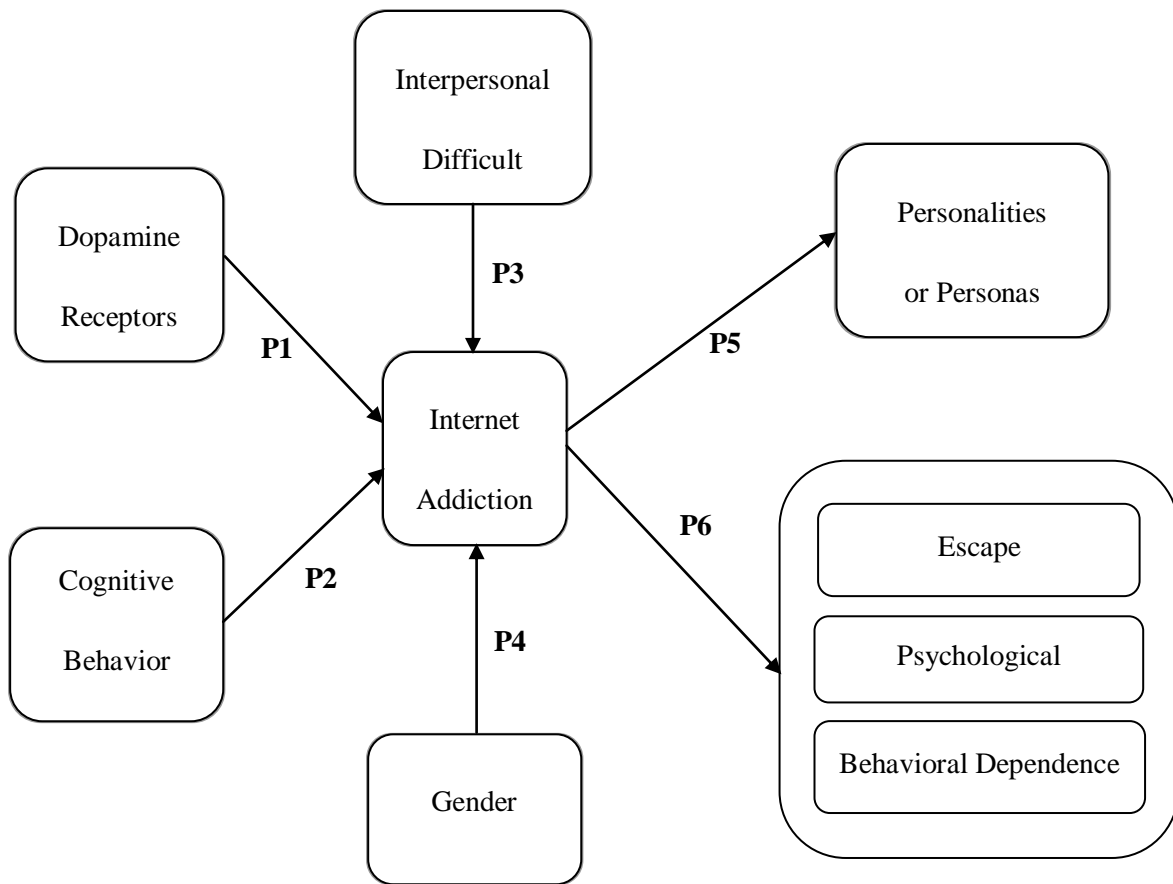 Interpersonal
Difficult
Dopamine
Receptors
P1
P3
Personalities
or Personas
P5
Internet
Addiction
Cognitive
Behavior
P2
P4
Gender
P6
Escape
Psychological
Behavioral Dependence